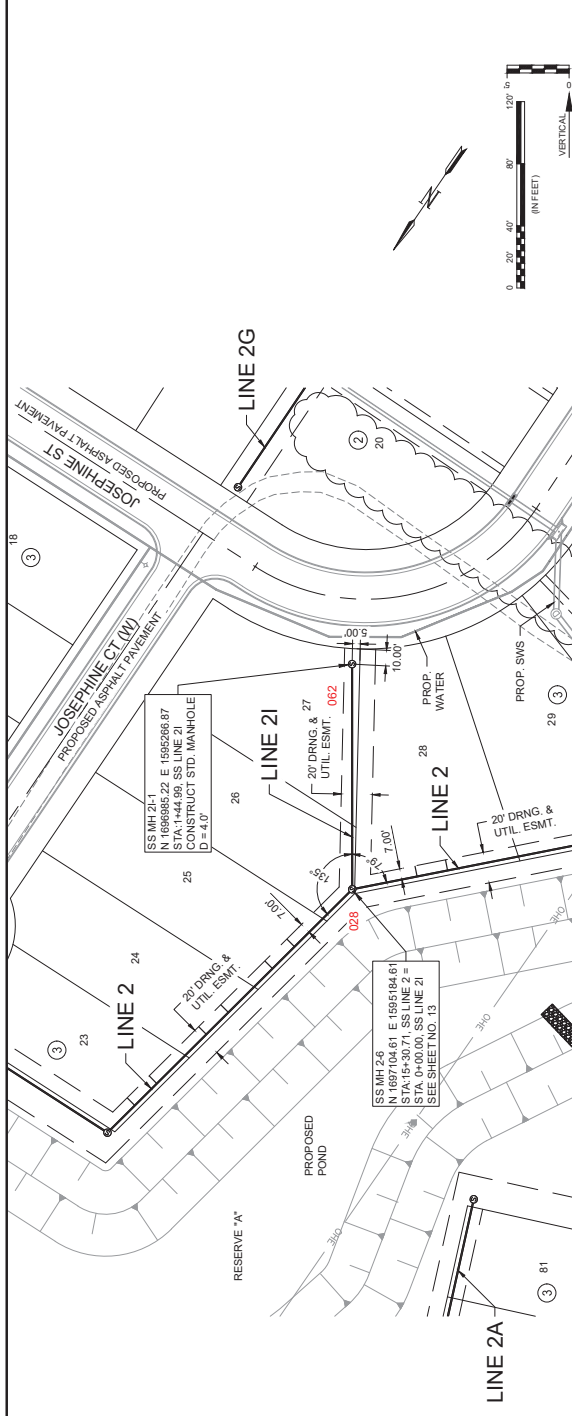 LINE 2A
3
81
RESERVE "A"
PROPOSED
POND
OHE
OHE
OHE
OHE
OHE
SS MH 2-6
N 1697104.61 E 1595184.61
STA:15+30.71, SS LINE 2 =
STA. 0+00.00, SS LINE 2I
SEE SHEET NO. 13
LINE 2
3
23
24
25
26
20' DRNG. &
UTIL. ESMT.
7.00'
135°
79°
028
7.00'
LINE 2
20' DRNG. &
UTIL. ESMT.
SS MH 2I-1
N 1696985.22 E 1595266.87
STA:1+44.99, SS LINE 2I
CONSTRUCT STD. MANHOLE
D = 4.0'
LINE 2I
20' DRNG. &
UTIL. ESMT.
27
062
28
5.00'
10.00'
PROP.
WATER
PROP. SWS
29
3
JOSEPHINE CT (W)
PROPOSED ASPHALT PAVEMENT
18
3
JOSEPHINE ST
PROPOSED ASPHALT PAVEMENT
LINE 2G
2
20
N
0
20'
40'
80'
120'
(IN FEET)
5
0
VERTICAL